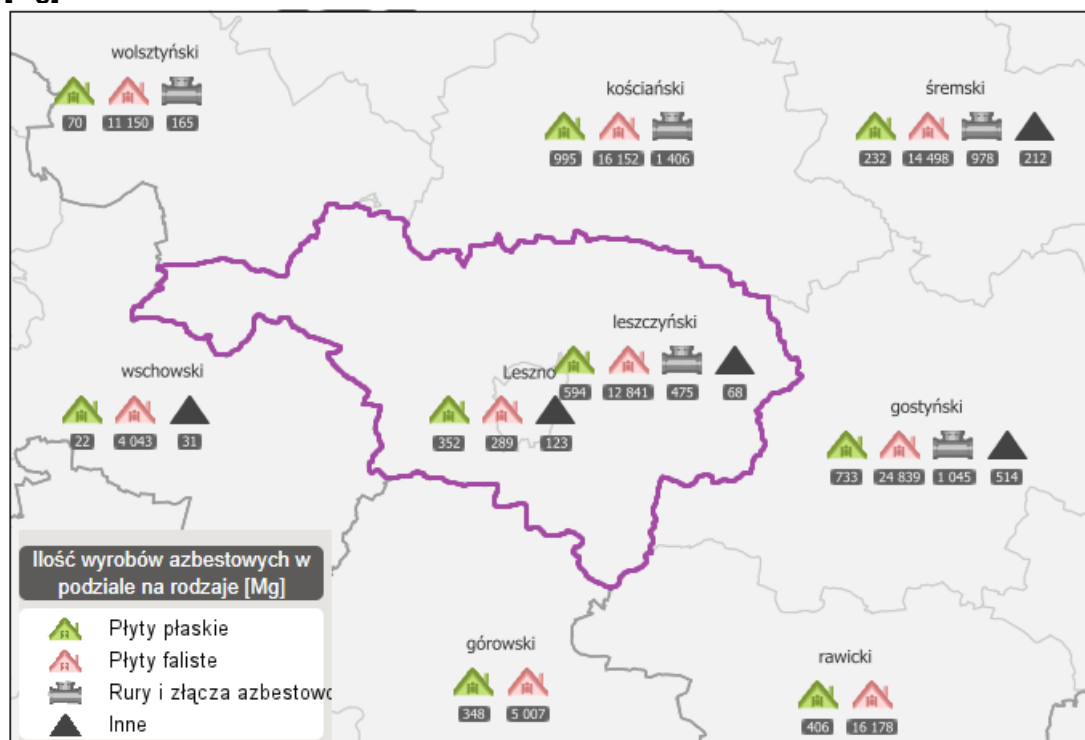 wolsztyński
70 11 150 165
kościański
995 16 152 1 406
śremski
232 14 498 978 212
leszczyński
594 12 841 475 68
Leszno
352 289 123
wschowski
22 4 043 31
gostyński
733 24 839 1 045 514
górowski
348 5 007
rawicki
406 16 178
Ilość wyrobów azbestowych w
podziale na rodzaje [Mg]
Płyty płaskie
Płyty faliste
Rury i złącza azbestowo
Inne